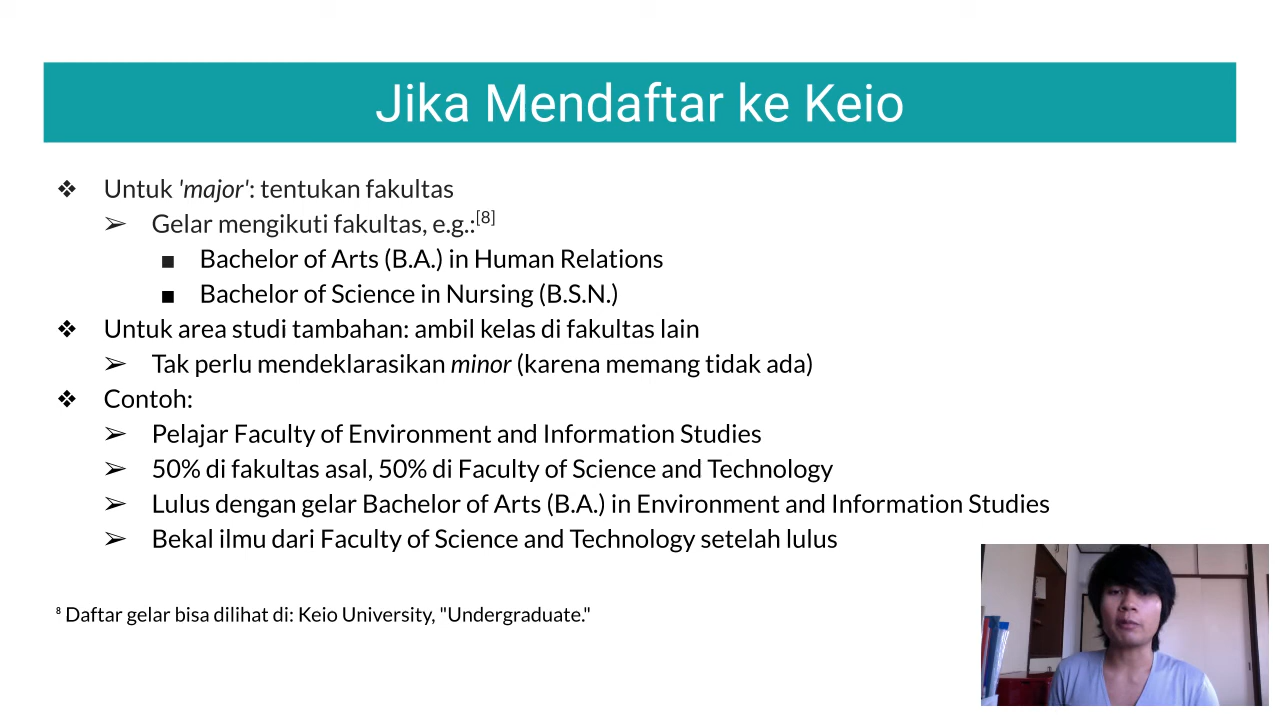 Jika Mendaftar ke Keio
❖ Untuk 'major': tentukan fakultas
➢ Gelar mengikuti fakultas, e.g.:[8]
■ Bachelor of Arts (B.A.) in Human Relations
■ Bachelor of Science in Nursing (B.S.N.)
❖ Untuk area studi tambahan: ambil kelas di fakultas lain
➢ Tak perlu mendeklarasikan minor (karena memang tidak ada)
❖ Contoh:
➢ Pelajar Faculty of Environment and Information Studies
➢ 50% di fakultas asal, 50% di Faculty of Science and Technology
➢ Lulus dengan gelar Bachelor of Arts (B.A.) in Environment and Information Studies
➢ Bekal ilmu dari Faculty of Science and Technology setelah lulus
⁸ Daftar gelar bisa dilihat di: Keio University, "Undergraduate."